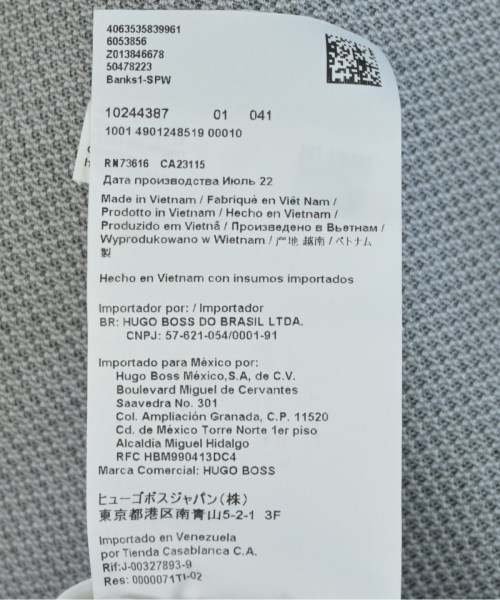 4063535839961
6053856
Z013846678
50478223
Banks1-SPW
10244387 01 041
1001 4901248519 00010
RN73616 CA23115
Дата производства Июль 22
Made in Vietnam / Fabriqué en Viêt Nam /
Prodotto in Vietnam / Hecho en Vietnam /
Produzido em Vietnã / Произведено в Вьетнам /
Wyprodukowano w Wietnam / 产地 越南 / ベトナム
製
Hecho en Vietnam con insumos importados
Importador por: / Importador
BR: HUGO BOSS DO BRASIL LTDA.
CNPJ: 57-621-054/0001-91
Importado para México por:
Hugo Boss México,S.A, de C.V.
Boulevard Miguel de Cervantes
Saavedra No. 301
Col. Ampliación Granada, C.P. 11520
Cd. de México Torre Norte 1er piso
Alcaldía Miguel Hidalgo
RFC HBM990413DC4
Marca Comercial: HUGO BOSS
ヒューゴボスジャパン(株)
東京都港区南青山5-2-1 3F
Importado en Venezuela
por Tienda Casablanca C.A.
Rif:J-00327893-9
Res: 0000071TI-02